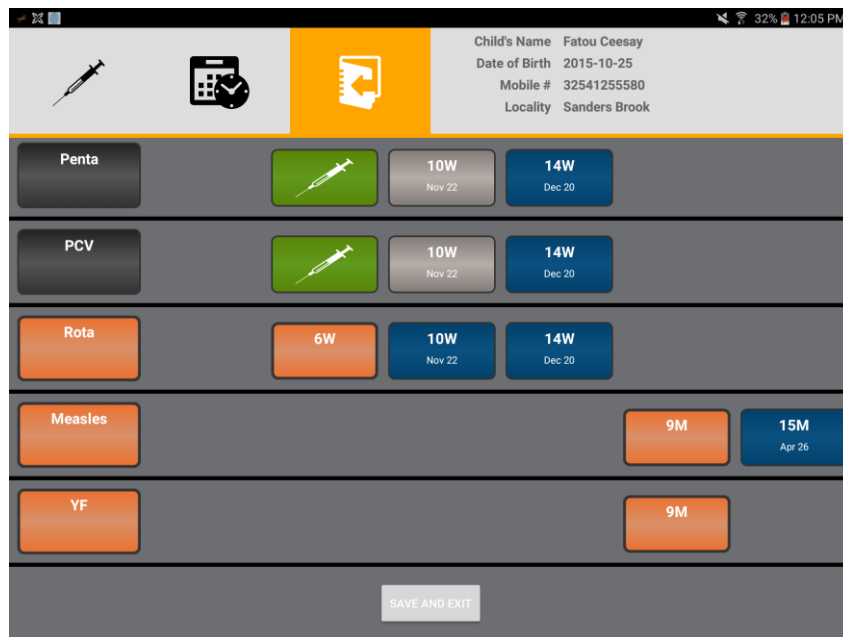 32% 12:05 PM
Child's Name Fatou Ceesay
Date of Birth 2015-10-25
Mobile # 32541255580
Locality Sanders Brook
Penta 10W 14W
Nov 22 Dec 20
PCV 10W 14W
Nov 22 Dec 20
Rota 6W 10W 14W
Nov 22 Dec 20
Measles 9M 15M
Apr 26
YF 9M
SAVE AND EXIT